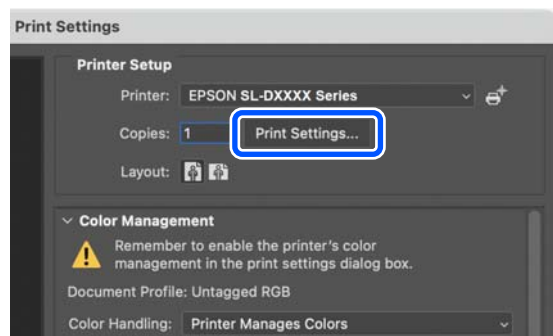 Print Settings
Printer Setup
Printer: EPSON SL-DXXXX Series
Copies: 1 Print Settings...
Layout:
Color Management
Remember to enable the printer's color
management in the print settings dialog box.
Document Profile: Untagged RGB
Color Handling: Printer Manages Colors